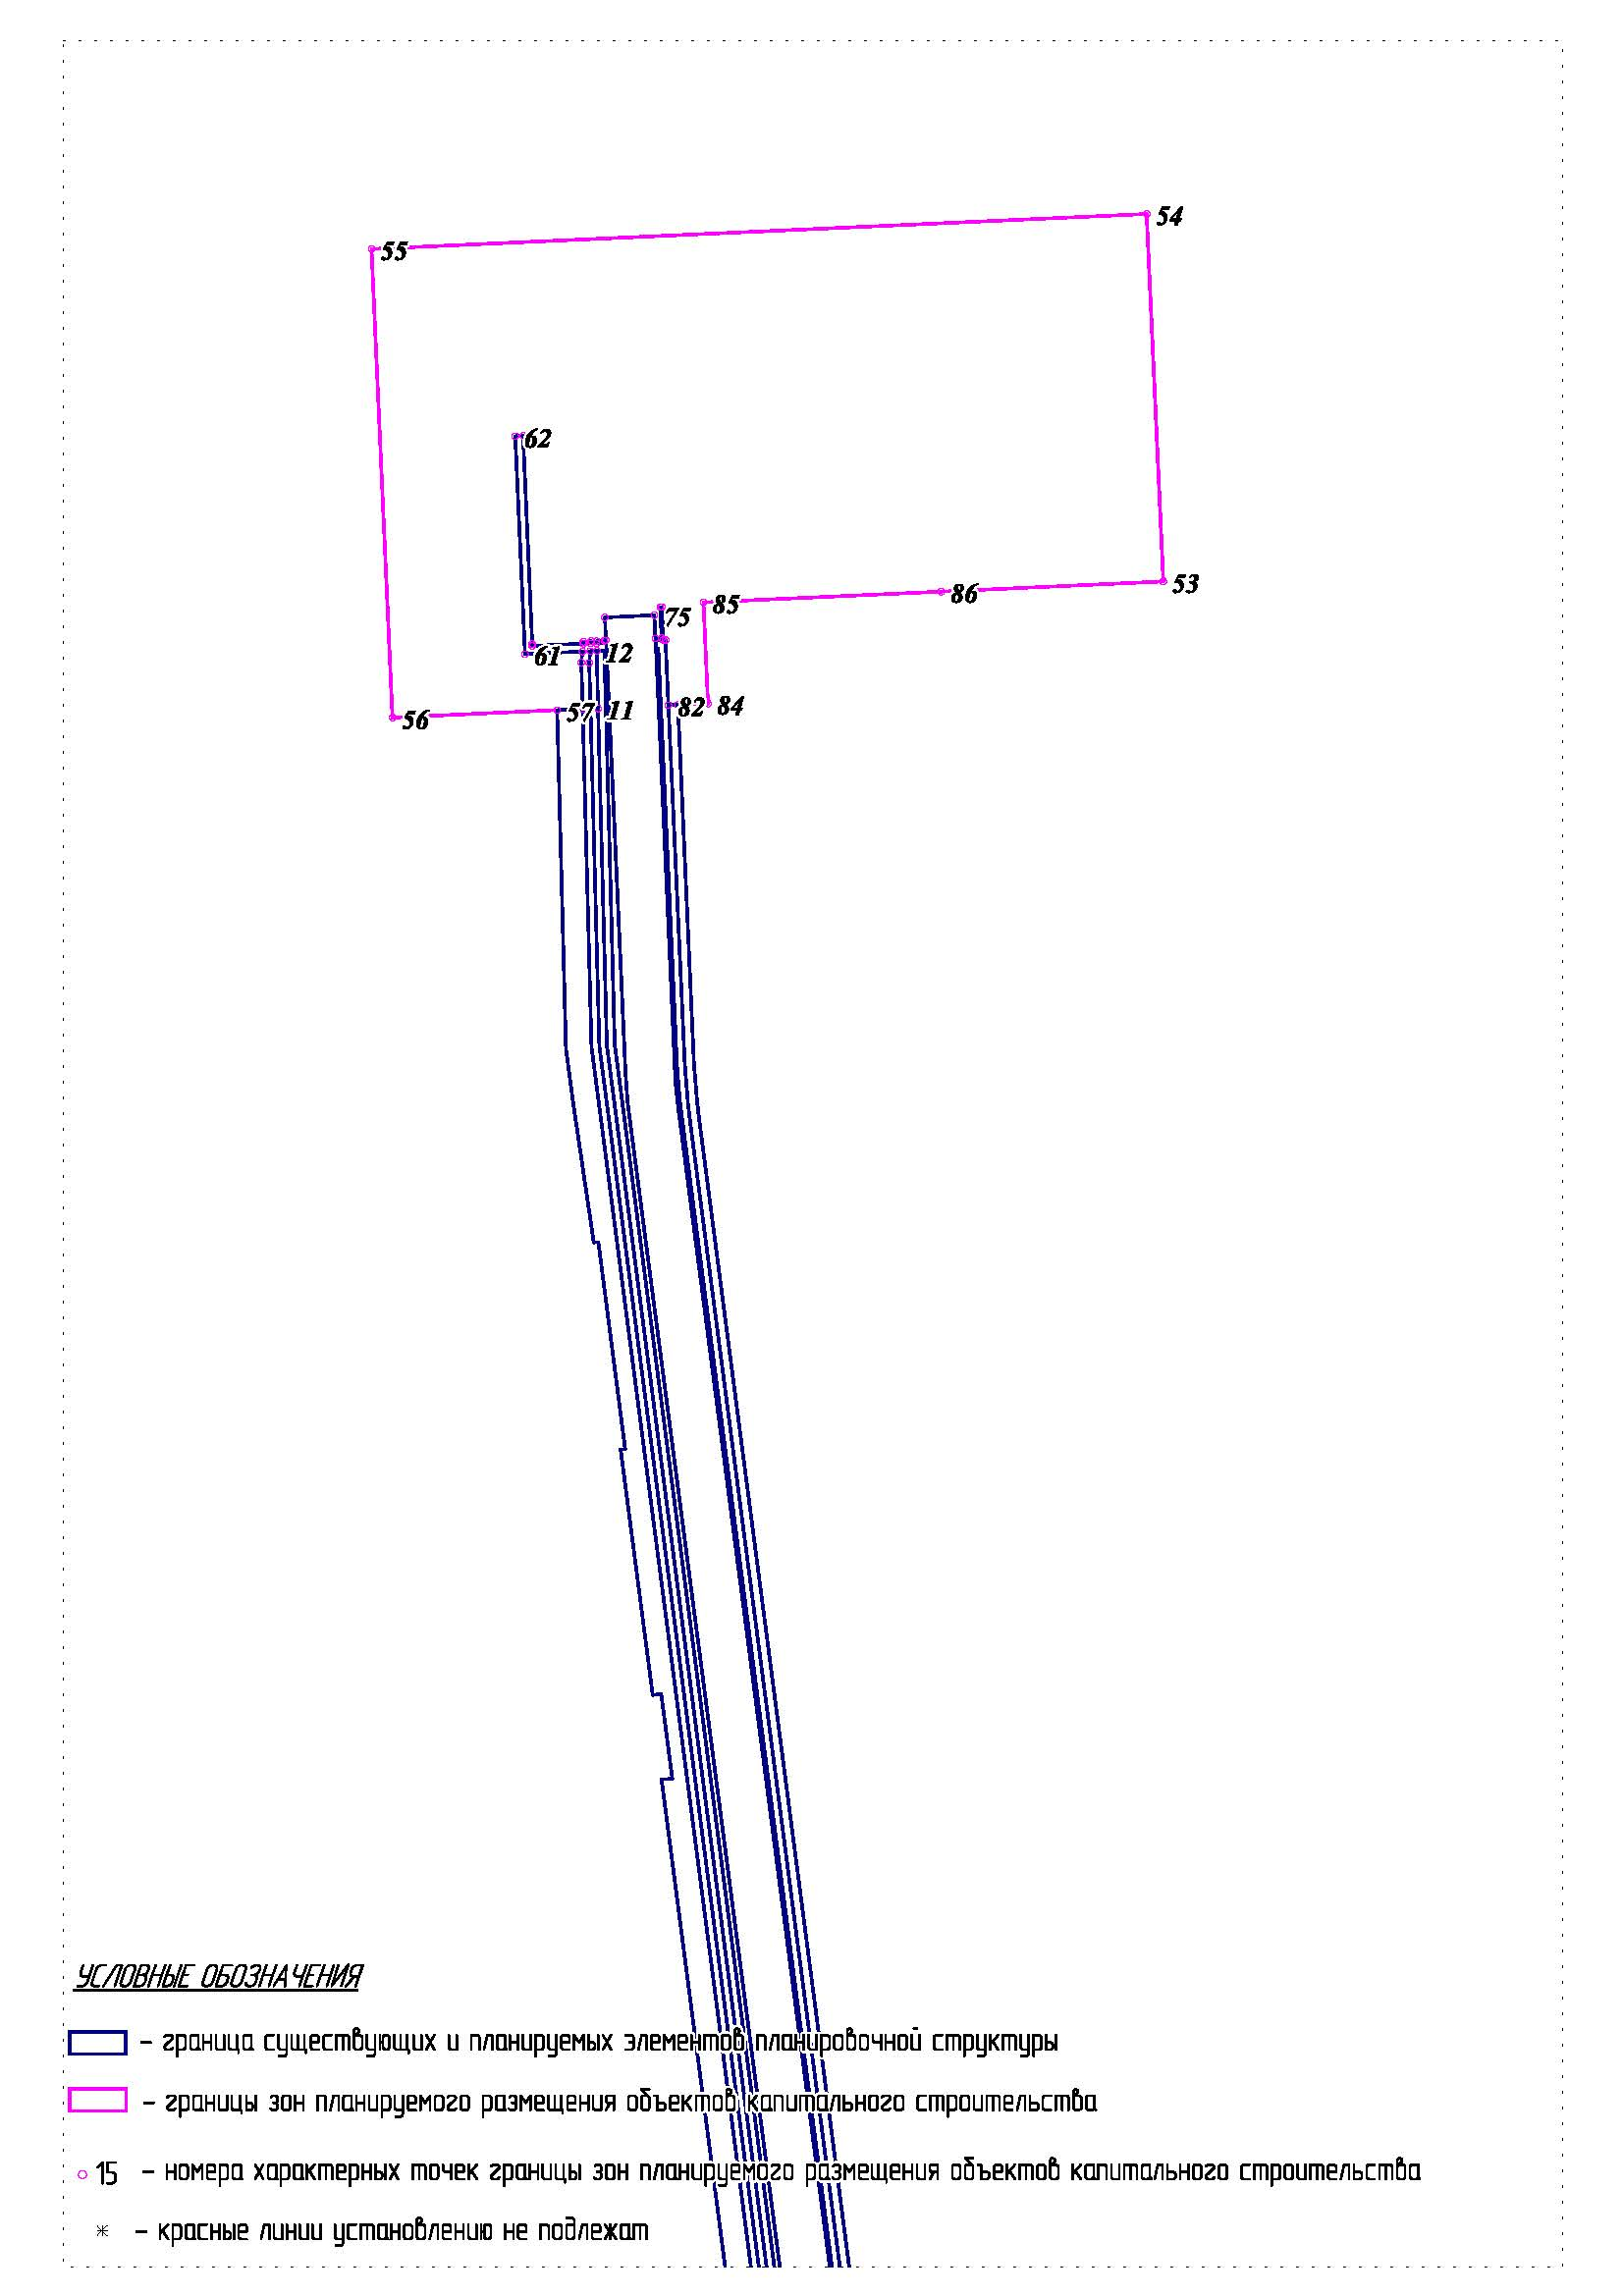 54
55
62
53
86
85
75
12
61
84
82
57
11
56
УСЛОВНЫЕ ОБОЗНАЧЕНИЯ
– граница существующих и планируемых элементов планировочной структуры
– границы зон планируемого размещения объектов капитального строительства
15 – номера характерных точек границы зон планируемого размещения объектов капитального строительства
* – красные линии установлению не подлежат